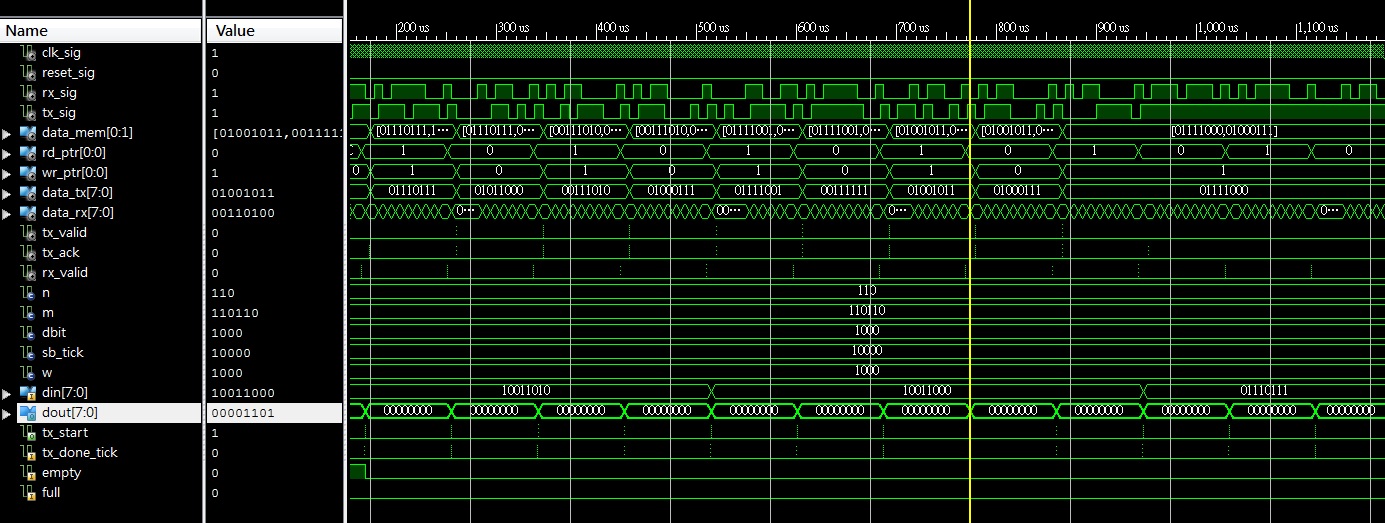 Name Value 200 us 300 us 400 us 500 us 600 us 700 us 800 us 900 us 1,000 us 1,100 us
clk_sig 1
reset_sig 0
rx_sig 1
tx_sig 1
data_mem[0:1] [01001011,0011111 [01110111,1··· [01110111,0··· [00111010,0··· [00111010,0··· [01111001,0··· [01111001,0··· [01001011,0··· [01001011,0··· [01111000,01000111]
rd_ptr[0:0] 0 1 0 1 0 1 0 1 0 1 0 1 0
wr_ptr[0:0] 1 0 1 0 1 0 1 0 1 0 1
data_tx[7:0] 01001011 01110111 01011000 00111010 01000111 01111001 00111111 01001011 01000111 01111000
data_rx[7:0] 00110100 0··· 00··· 0··· 0···
tx_valid 0
tx_ack 0
rx_valid 0
n 110 110
m 110110 110110
dbit 1000 1000
sb_tick 10000 10000
w 1000 1000
din[7:0] 10011000 10011010 10011000 01110111
dout[7:0] 00001101 00000000 00000000 00000000 00000000 00000000 00000000 00000000 00000000 00000000 00000000 00000000 00000000
tx_start 1
tx_done_tick 0
empty 0
full 0